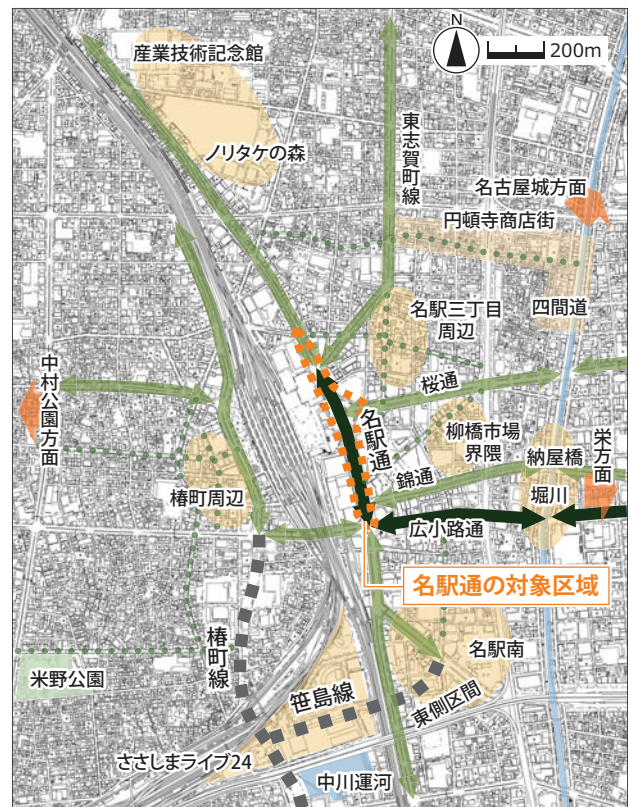 N
200m
産業技術記念館
ノリタケの森
東志賀町線
名古屋城方面
円頓寺商店街
四間道
名駅三丁目
周辺
中村公園方面
桜通
名駅通
柳橋市場
界隈
納屋橋
栄方面
錦通
堀川
椿町周辺
広小路通
名駅通の対象区域
椿町線
名駅南
米野公園
笹島線
東側区間
ささしまライブ24
中川運河